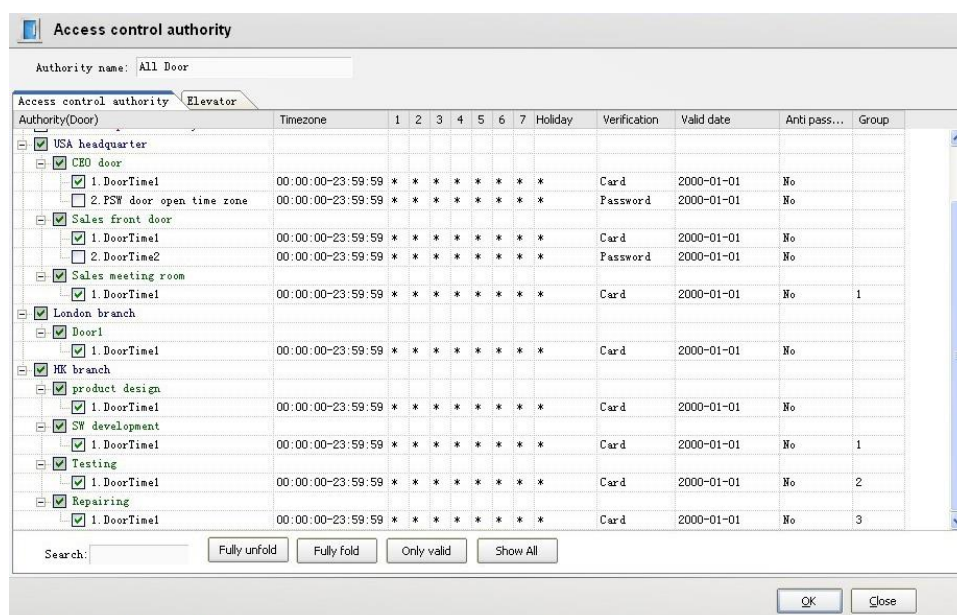 Access control authority
Authority name: All Door
Access control authority Elevator
Authority(Door) Timezone 1 2 3 4 5 6 7 Holiday Verification Valid date Anti pass... Group
USA headquarter
CEO door
1.DoorTime1 00:00:00-23:59:59 * * * * * * * * Card 2000-01-01 No
2.PSW door open time zone 00:00:00-23:59:59 * * * * * * * * Password 2000-01-01 No
Sales front door
1.DoorTime1 00:00:00-23:59:59 * * * * * * * * Card 2000-01-01 No
2.DoorTime2 00:00:00-23:59:59 * * * * * * * * Password 2000-01-01 No
Sales meeting room
1.DoorTime1 00:00:00-23:59:59 * * * * * * * * Card 2000-01-01 No 1
London branch
Door1
1.DoorTime1 00:00:00-23:59:59 * * * * * * * * Card 2000-01-01 No
HK branch
product design
1.DoorTime1 00:00:00-23:59:59 * * * * * * * * Card 2000-01-01 No
SW development
1.DoorTime1 00:00:00-23:59:59 * * * * * * * * Card 2000-01-01 No 1
Testing
1.DoorTime1 00:00:00-23:59:59 * * * * * * * * Card 2000-01-01 No 2
Repairing
1.DoorTime1 00:00:00-23:59:59 * * * * * * * * Card 2000-01-01 No 3
Search: Fully unfold Fully fold Only valid Show All
OK Close